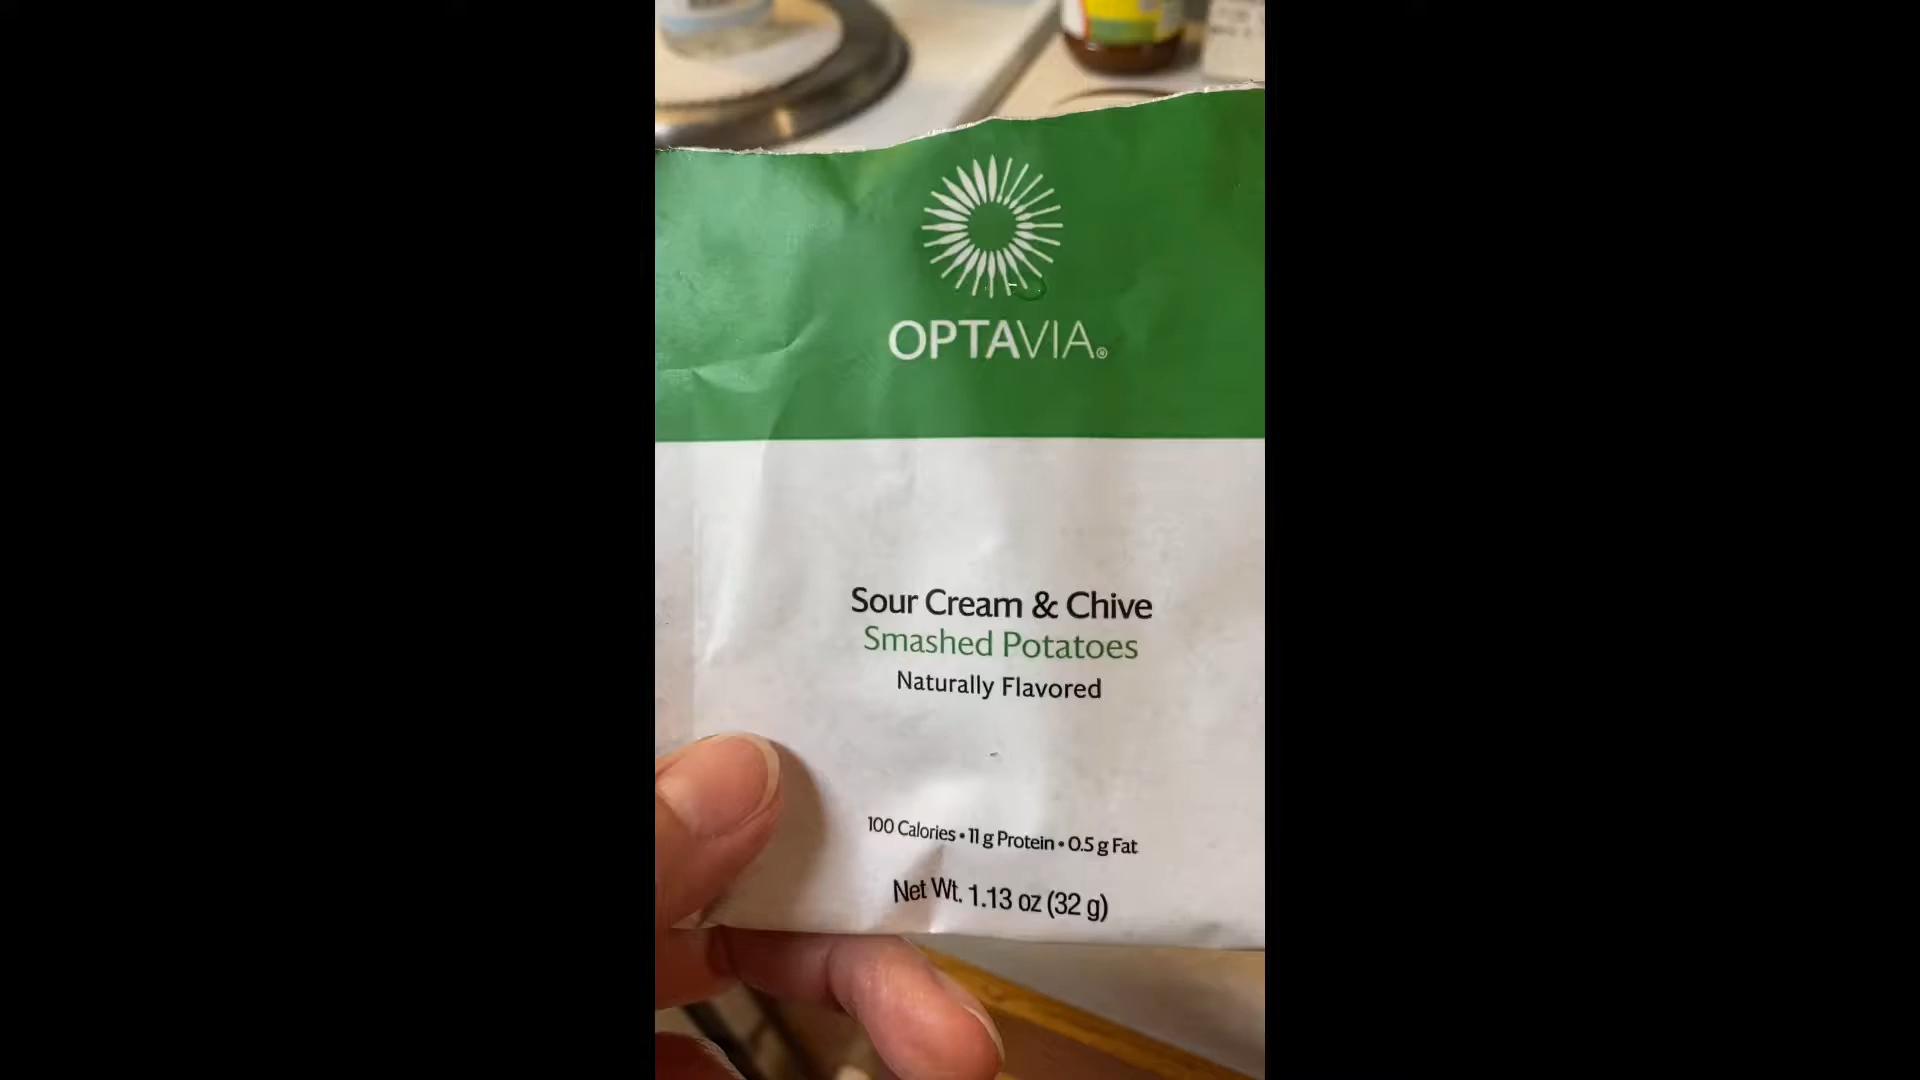 OPTAVIA®
Sour Cream & Chive
Smashed Potatoes
Naturally Flavored
100 Calories • 11 g Protein • 0.5 g Fat
Net Wt. 1.13 oz (32 g)